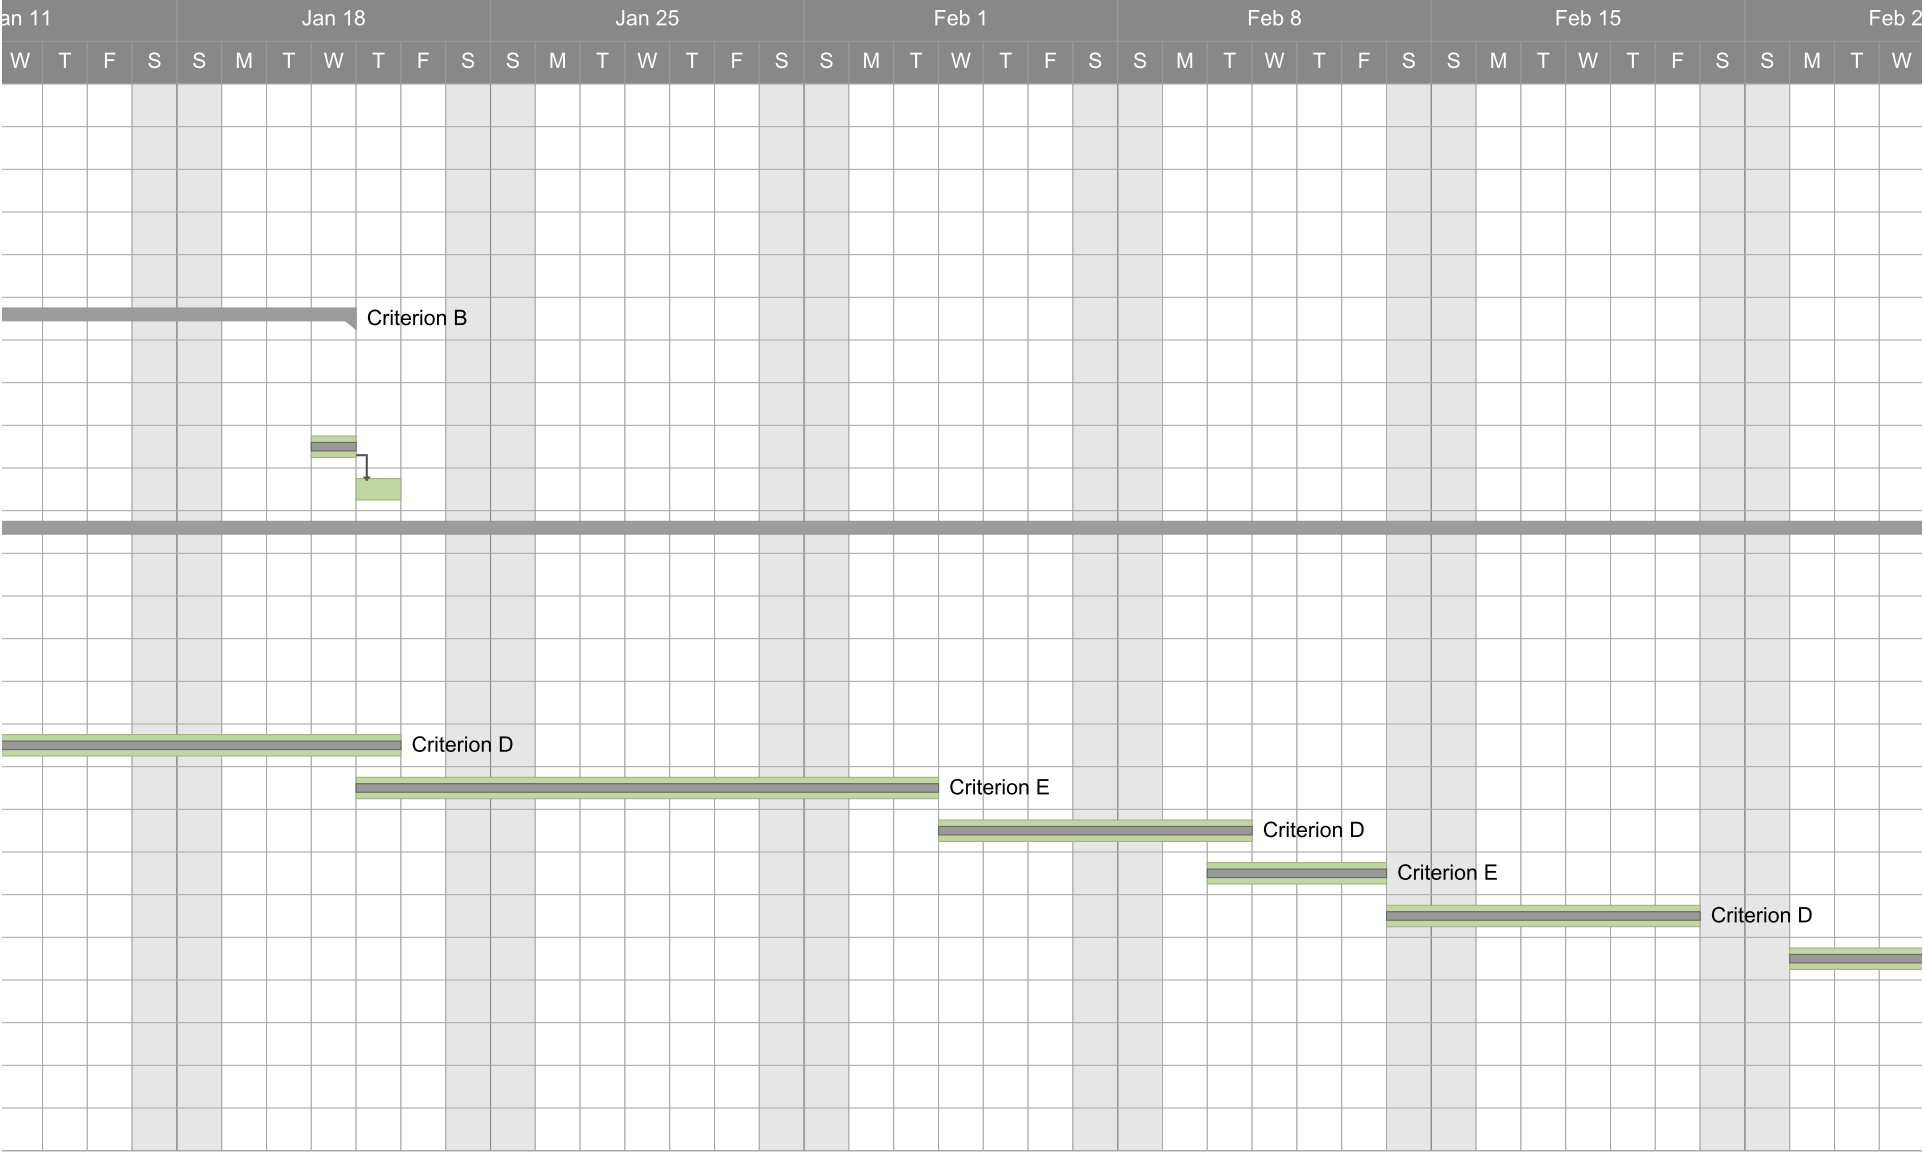 an 11 Jan 18 Jan 25 Feb 1 Feb 8 Feb 15 Feb 2
W T F S S M T W T F S S M T W T F S S M T W T F S S M T W T F S S M T W T F S S M T W
Criterion B
Criterion D
Criterion E
Criterion D
Criterion E
Criterion D